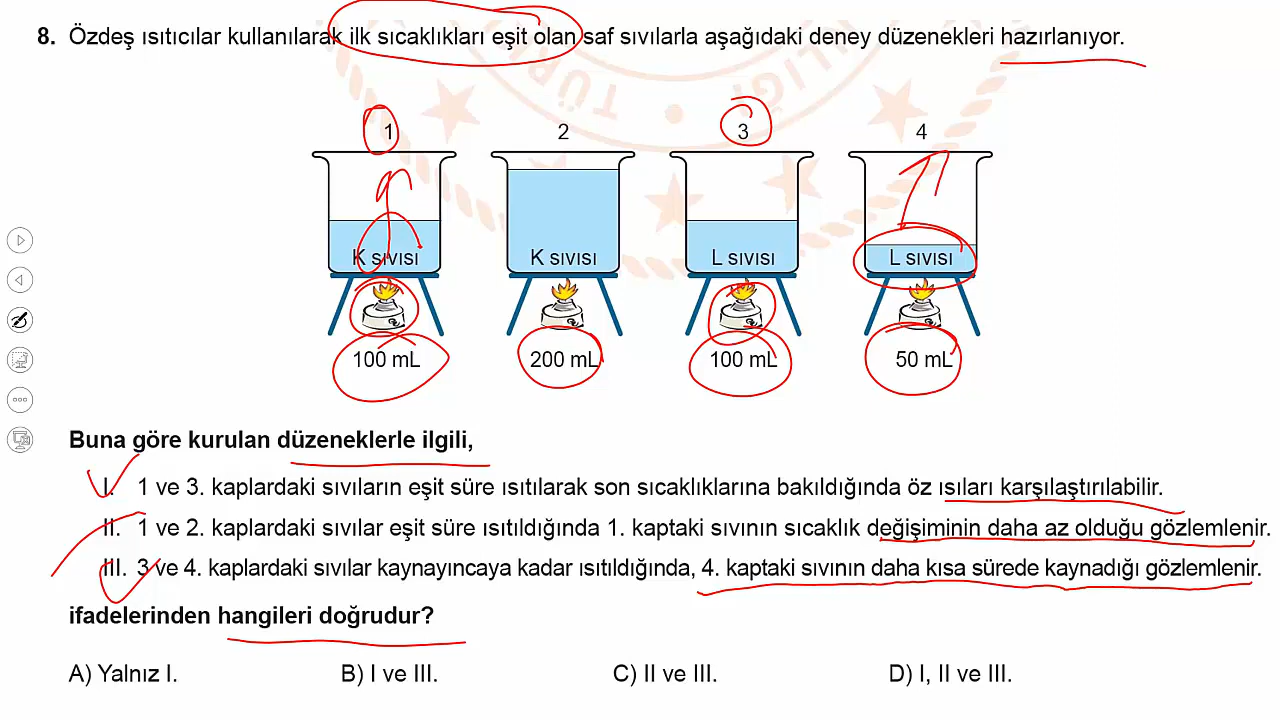 8. Özdeş ısıtıcılar kullanılarak ilk sıcaklıkları eşit olan saf sıvılarla aşağıdaki deney düzenekleri hazırlanıyor.
1 2 3 4
K sıvısı K sıvısı L sıvısı L sıvısı
100 mL 200 mL 100 mL 50 mL
Buna göre kurulan düzeneklerle ilgili,
I. 1 ve 3. kaplardaki sıvıların eşit süre ısıtılarak son sıcaklıklarına bakıldığında öz ısıları karşılaştırılabilir.
II. 1 ve 2. kaplardaki sıvılar eşit süre ısıtıldığında 1. kaptaki sıvının sıcaklık değişiminin daha az olduğu gözlemlenir.
III. 3 ve 4. kaplardaki sıvılar kaynayıncaya kadar ısıtıldığında, 4. kaptaki sıvının daha kısa sürede kaynadığı gözlemlenir.
ifadelerinden hangileri doğrudur?
A) Yalnız I. B) I ve III. C) II ve III. D) I, II ve III.